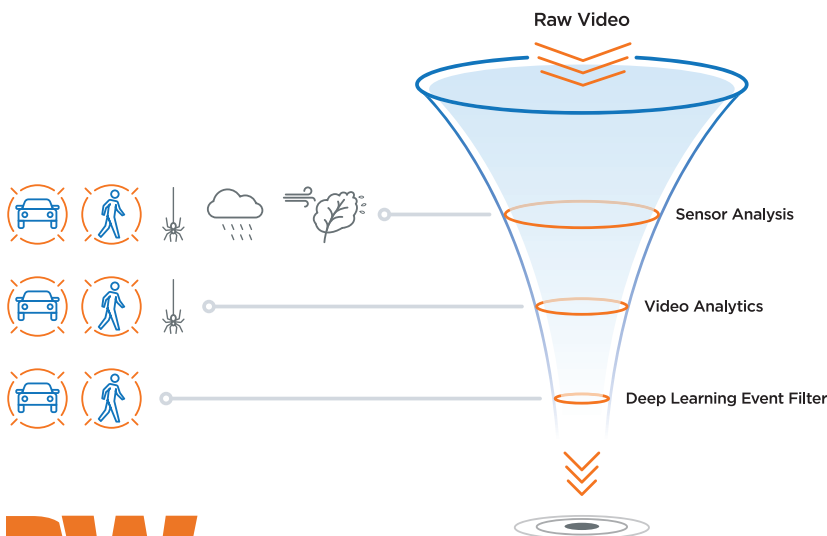 Raw Video
Sensor Analysis
Video Analytics
Deep Learning Event Filter